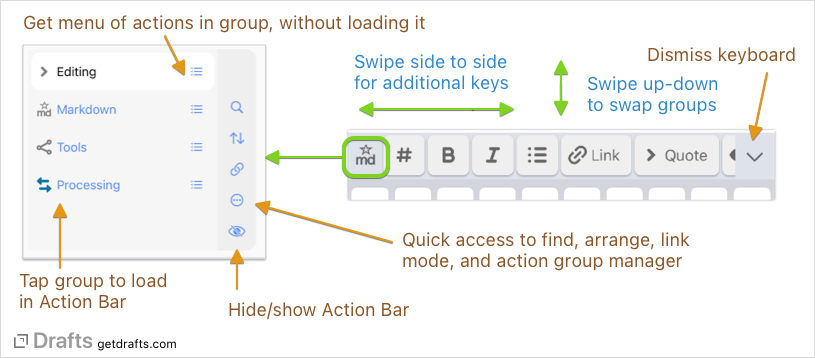 Get menu of actions in group, without loading it
Editing
md Markdown
Tools
Processing
Tap group to load
in Action Bar
Hide/show Action Bar
Quick access to find, arrange, link
mode, and action group manager
Swipe side to side
for additional keys
Swipe up-down
to swap groups
Dismiss keyboard
md # B I Link Quote
Drafts getdrafts.com